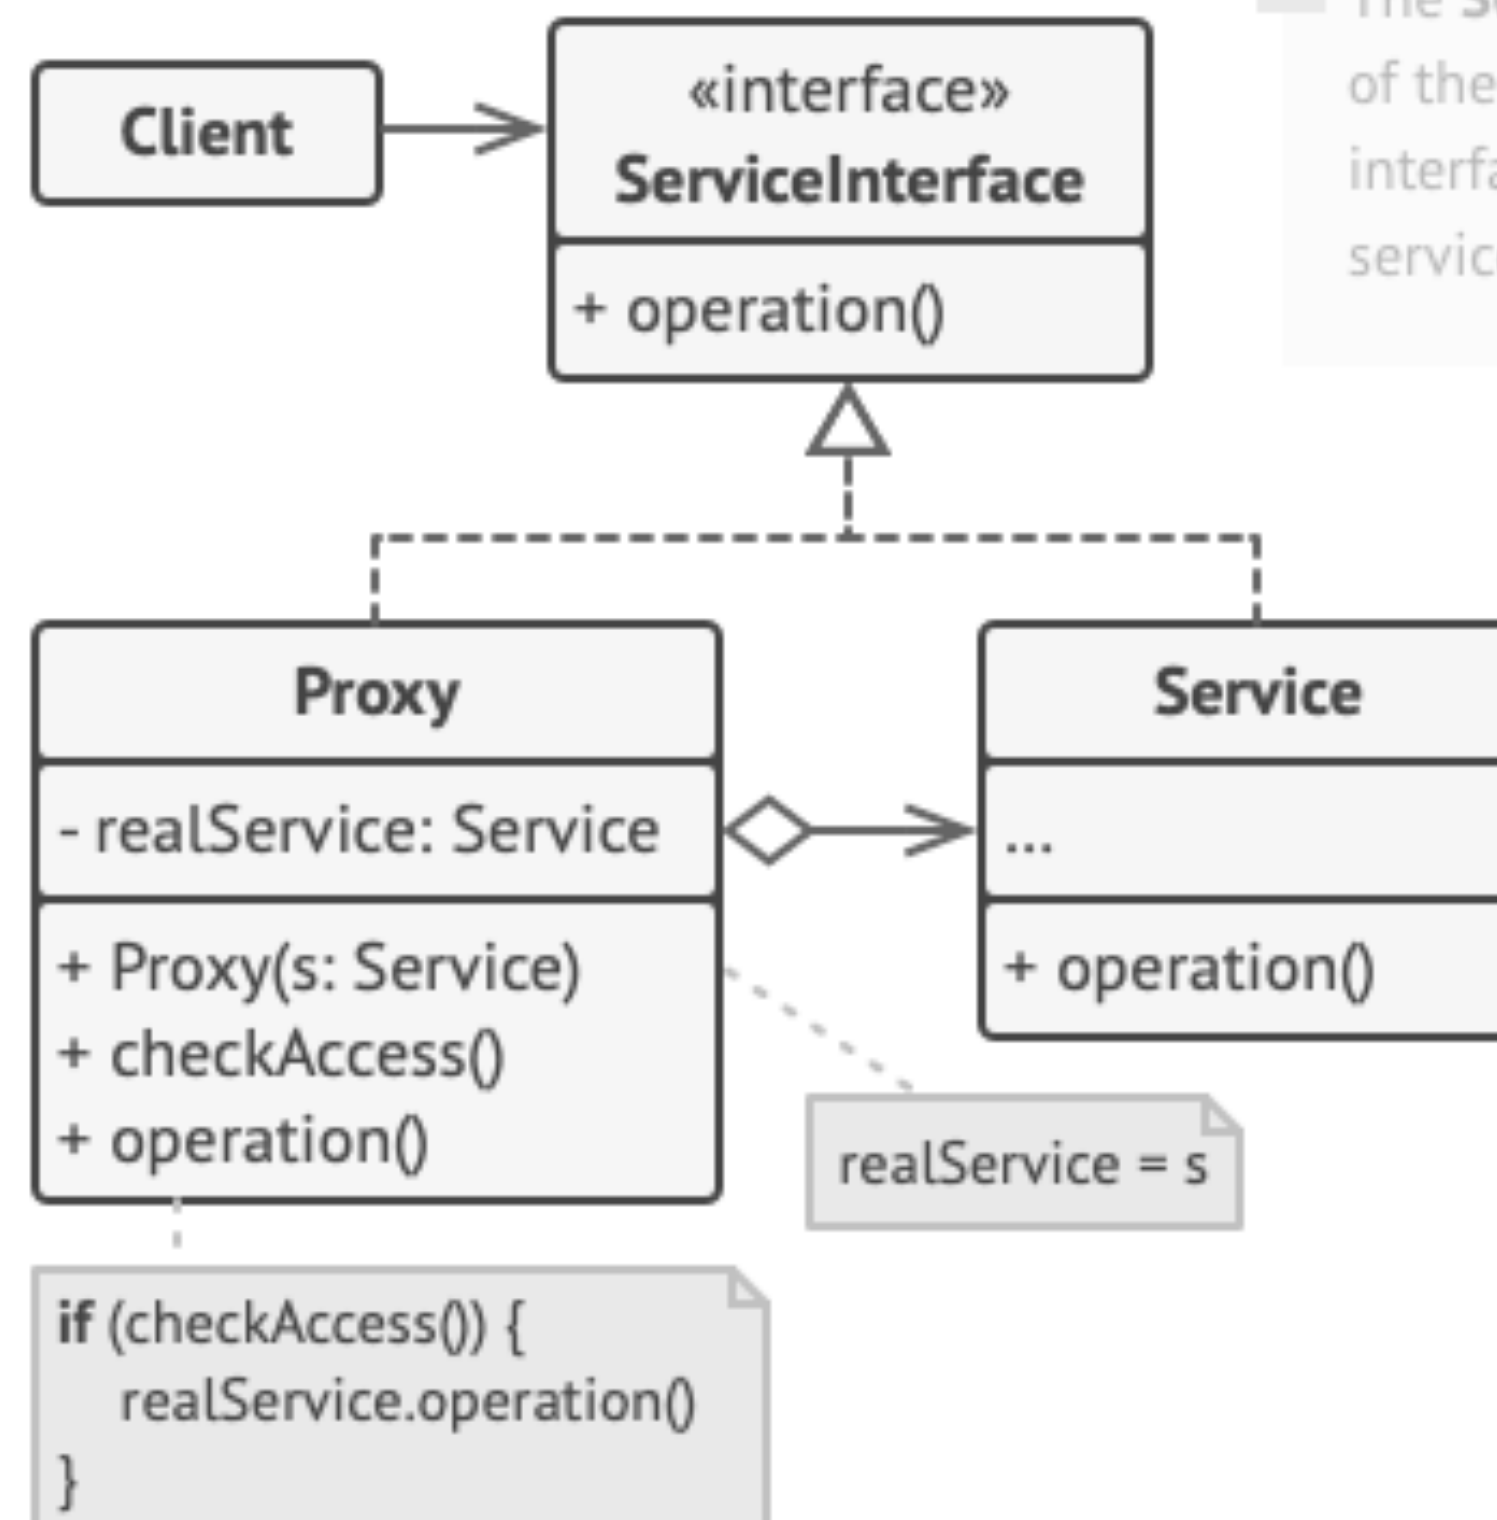 of the
Client
«interface»
ServiceInterface
+ operation()
Proxy
- realService: Service
+ Proxy(s: Service)
+ checkAccess()
+ operation()
Service
...
+ operation()
realService = s
if (checkAccess()) {
realService.operation()
}